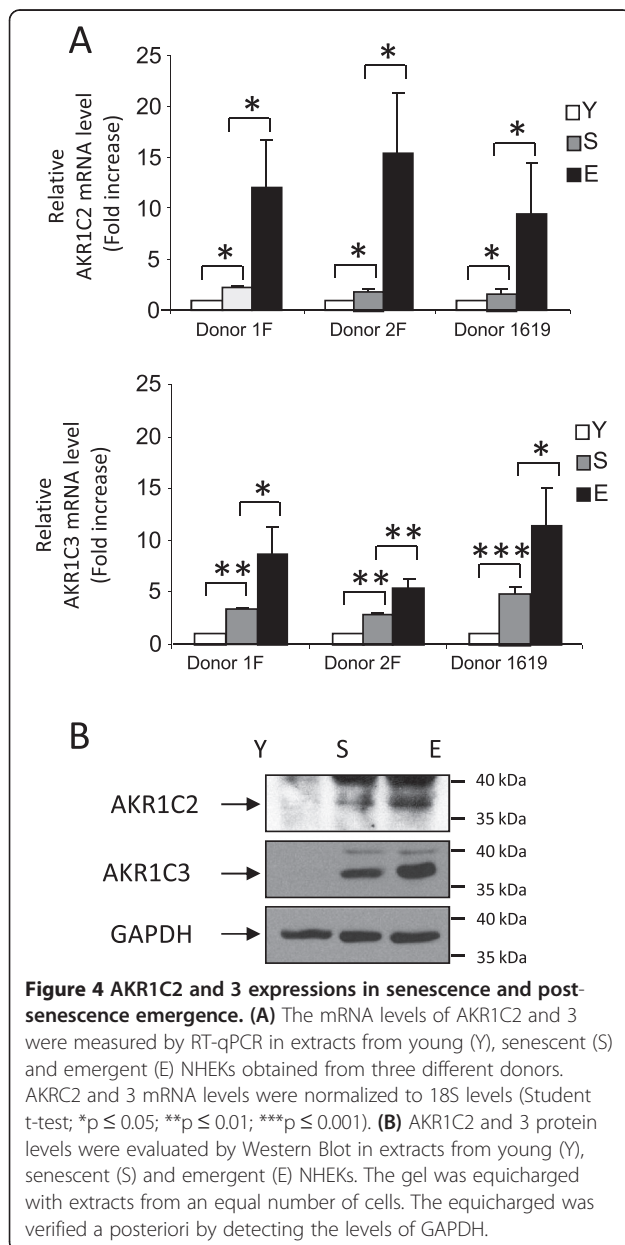 A
Relative
AKR1C2 mRNA level
(Fold increase)
25
20
15
10
5
0
*
*
*
*
*
*
Y
S
E
Donor 1F
Donor 2F
Donor 1619
Relative
AKR1C3 mRNA level
(Fold increase)
25
20
15
10
5
0
**
*
**
**
***
*
Y
S
E
Donor 1F
Donor 2F
Donor 1619
B
Y S E
AKR1C2
40 kDa
35 kDa
AKR1C3
40 kDa
35 kDa
GAPDH
40 kDa
35 kDa
Figure 4 AKR1C2 and 3 expressions in senescence and post-
senescence emergence. (A) The mRNA levels of AKR1C2 and 3
were measured by RT-qPCR in extracts from young (Y), senescent (S)
and emergent (E) NHEKs obtained from three different donors.
AKRC2 and 3 mRNA levels were normalized to 18S levels (Student
t-test; *p ≤ 0.05; **p ≤ 0.01; ***p ≤ 0.001). (B) AKR1C2 and 3 protein
levels were evaluated by Western Blot in extracts from young (Y),
senescent (S) and emergent (E) NHEKs. The gel was equicharged
with extracts from an equal number of cells. The equicharged was
verified a posteriori by detecting the levels of GAPDH.